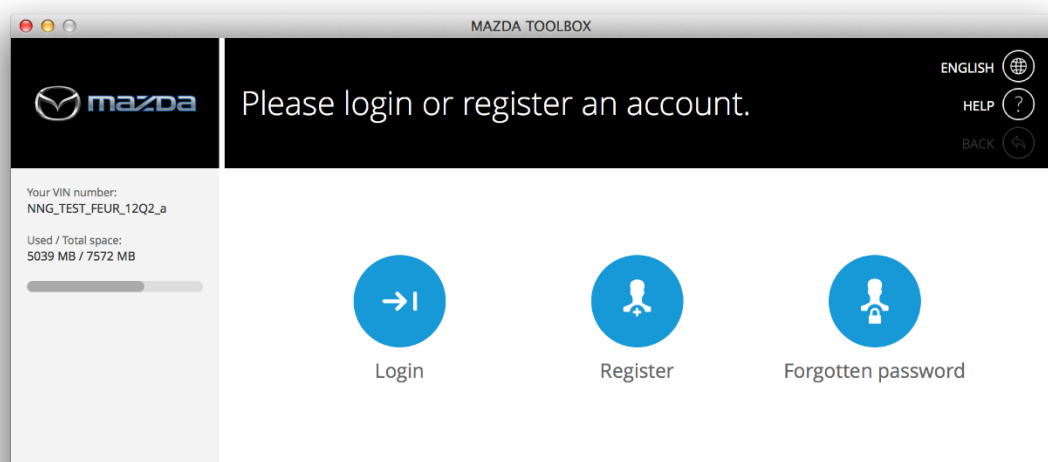 MAZDA TOOLBOX
mazda
Please login or register an account.
ENGLISH
HELP ?
BACK
Your VIN number:
NNG_TEST_FEUR_12Q2_a
Used / Total space:
5039 MB / 7572 MB
Login
Register
Forgotten password